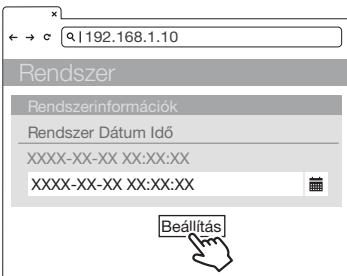 192.168.1.10
Rendszer
Rendszerinformációk
Rendszer Dátum Idő
XXXX-XX-XX XX:XX:XX
XXXX-XX-XX XX:XX:XX
Beállítás